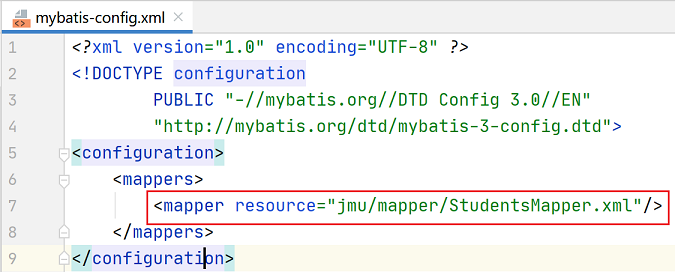 mybatis-config.xml
1 <?xml version="1.0" encoding="UTF-8" ?>
2 <!DOCTYPE configuration
3 PUBLIC "-//mybatis.org//DTD Config 3.0//EN"
4 "http://mybatis.org/dtd/mybatis-3-config.dtd">
5 <configuration>
6 <mappers>
7 <mapper resource="jmu/mapper/StudentsMapper.xml"/>
8 </mappers>
9 </configuration>